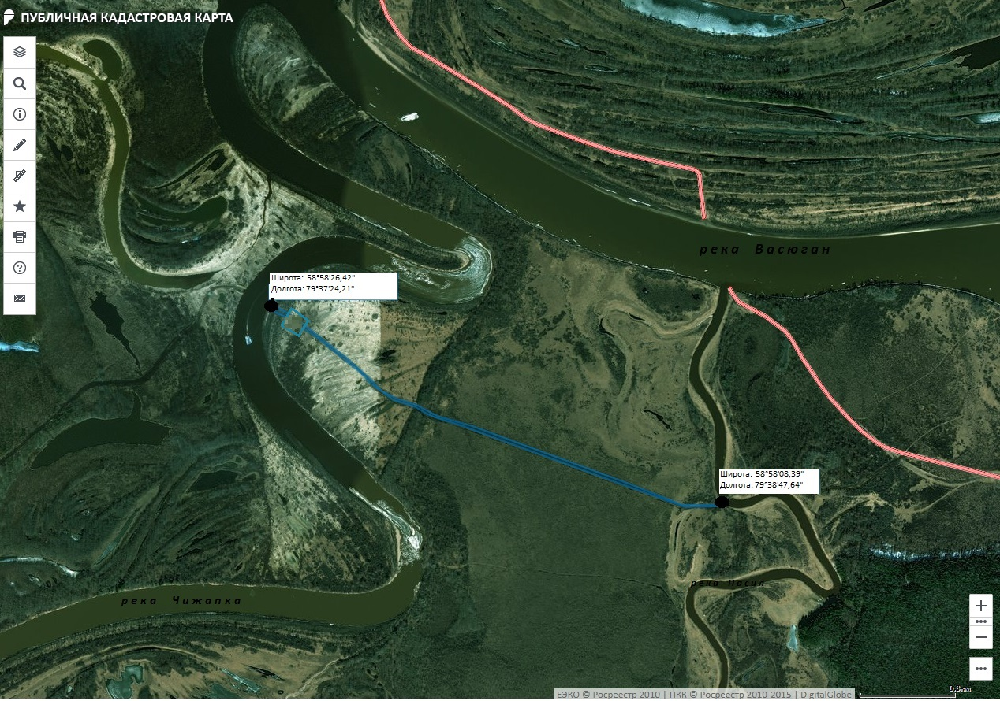 ПУБЛИЧНАЯ КАДАСТРОВАЯ КАРТА
река Васюган
Широта: 58°58'26,42"
Долгота: 79°37'24,21"
Широта: 58°58'08,39"
Долгота: 79°38'47,64"
река Пасил
река Чижапка
0.3км
ЕЭКО © Росреестр 2010 | ПКК © Росреестр 2010-2015 | DigitalGlobe